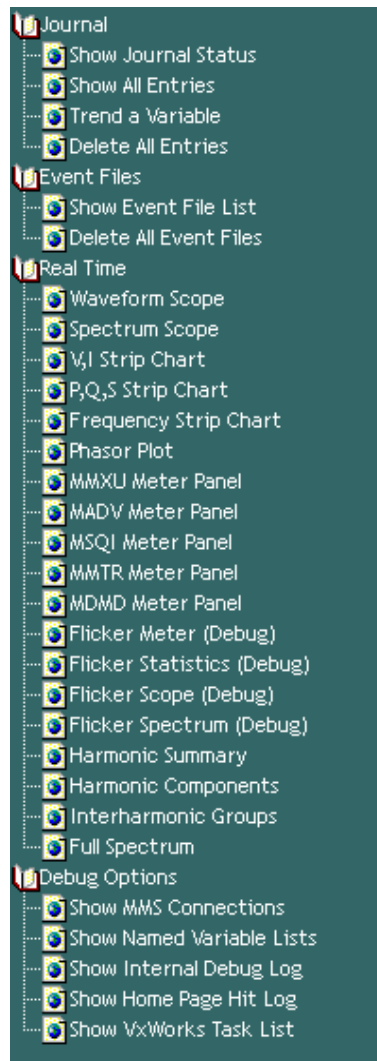 Journal
Show Journal Status
Show All Entries
Trend a Variable
Delete All Entries
Event Files
Show Event File List
Delete All Event Files
Real Time
Waveform Scope
Spectrum Scope
V,I Strip Chart
P,Q,S Strip Chart
Frequency Strip Chart
Phasor Plot
MMXU Meter Panel
MADV Meter Panel
MSQI Meter Panel
MMTR Meter Panel
MDMD Meter Panel
Flicker Meter (Debug)
Flicker Statistics (Debug)
Flicker Scope (Debug)
Flicker Spectrum (Debug)
Harmonic Summary
Harmonic Components
Interharmonic Groups
Full Spectrum
Debug Options
Show MMS Connections
Show Named Variable Lists
Show Internal Debug Log
Show Home Page Hit Log
Show VxWorks Task List